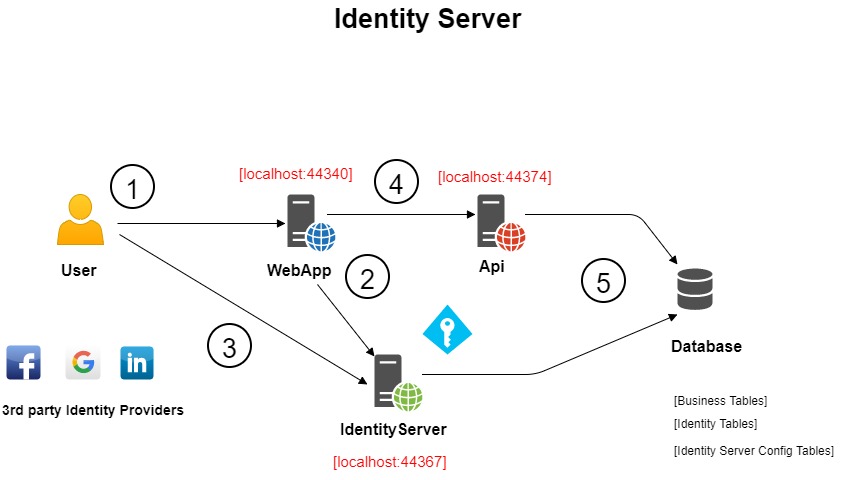 Identity Server
1
[localhost:44340]
4
[localhost:44374]
User
WebApp
2
Api
5
3
Database
f
G
in
3rd party Identity Providers
IdentityServer
[localhost:44367]
[Business Tables]
[Identity Tables]
[Identity Server Config Tables]